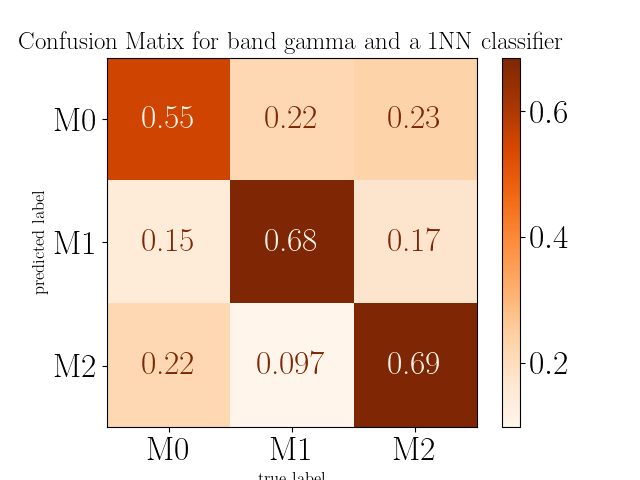 Confusion Matix for band gamma and a 1NN classifier
M0 0.55 0.22 0.23
M1 0.15 0.68 0.17
M2 0.22 0.097 0.69
M0 M1 M2
predicted label
true label
0.6
0.4
0.2